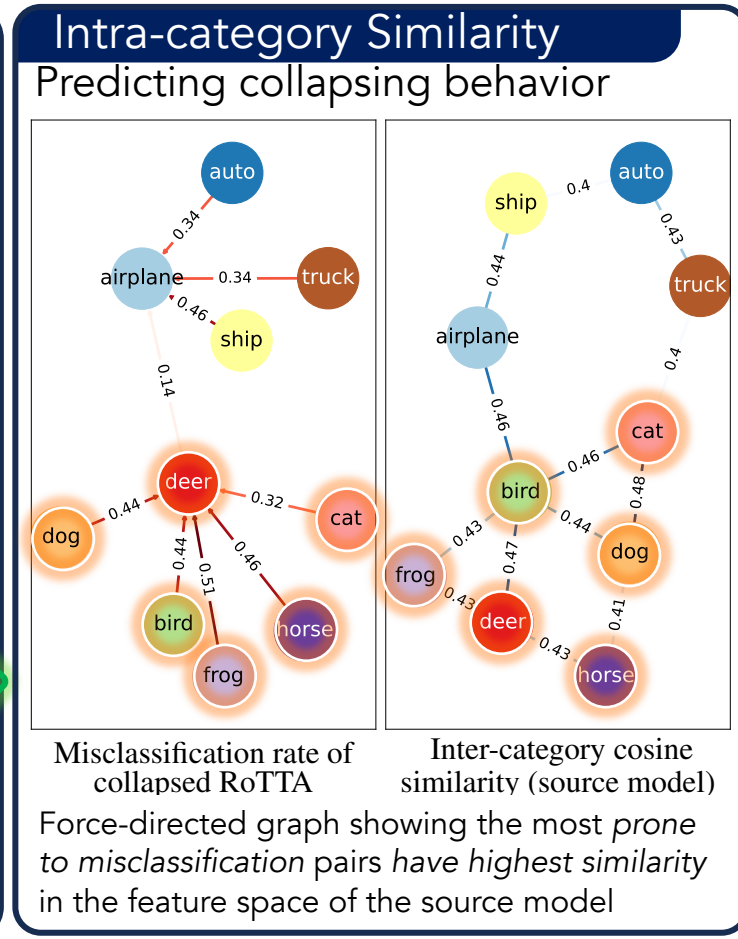 Intra-category Similarity
Predicting collapsing behavior
auto
0.34
airplane
0.34
truck
0.46
ship
0.14
deer
0.44
dog
0.32
cat
0.44
0.51
0.46
bird
horse
frog
ship
0.4
auto
0.44
0.43
truck
airplane
0.4
0.46
cat
0.46
0.48
bird
0.43
0.44
dog
0.47
frog
0.43
deer
0.41
0.43
horse
Misclassification rate of
collapsed RoTTA
Inter-category cosine
similarity (source model)
Force-directed graph showing the most prone
to misclassification pairs have highest similarity
in the feature space of the source model